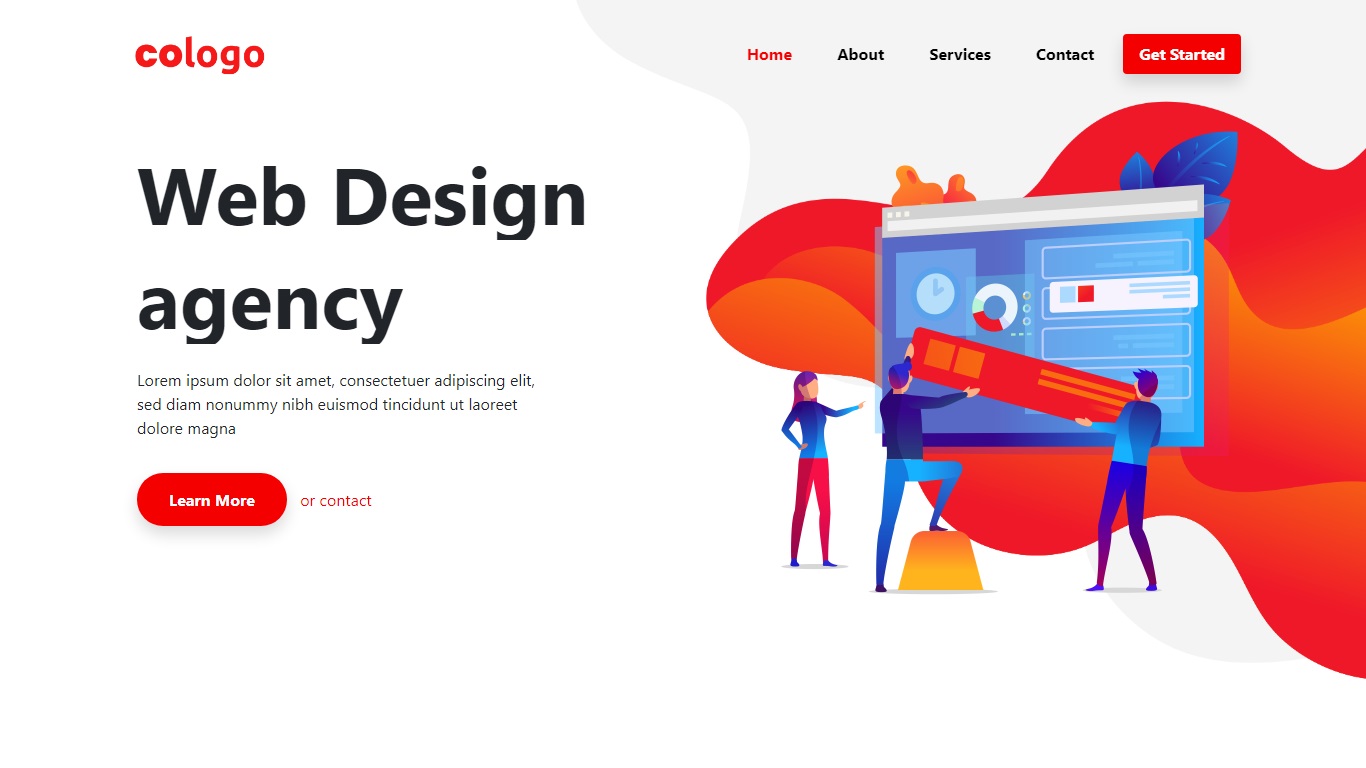 cologo
Home About Services Contact Get Started
Web Design
agency
Lorem ipsum dolor sit amet, consectetuer adipiscing elit,
sed diam nonummy nibh euismod tincidunt ut laoreet
dolore magna
Learn More or contact